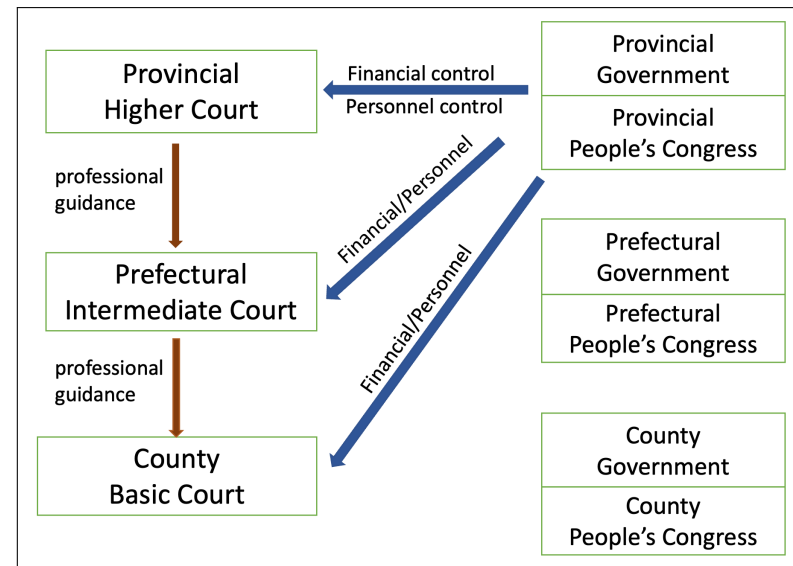 Provincial
Higher Court
Financial control
Personnel control
Provincial
Government
Provincial
People’s Congress
professional
guidance
Financial/Personnel
Prefectural
Intermediate Court
Prefectural
Government
Prefectural
People’s Congress
Financial/Personnel
professional
guidance
County
Basic Court
County
Government
County
People’s Congress